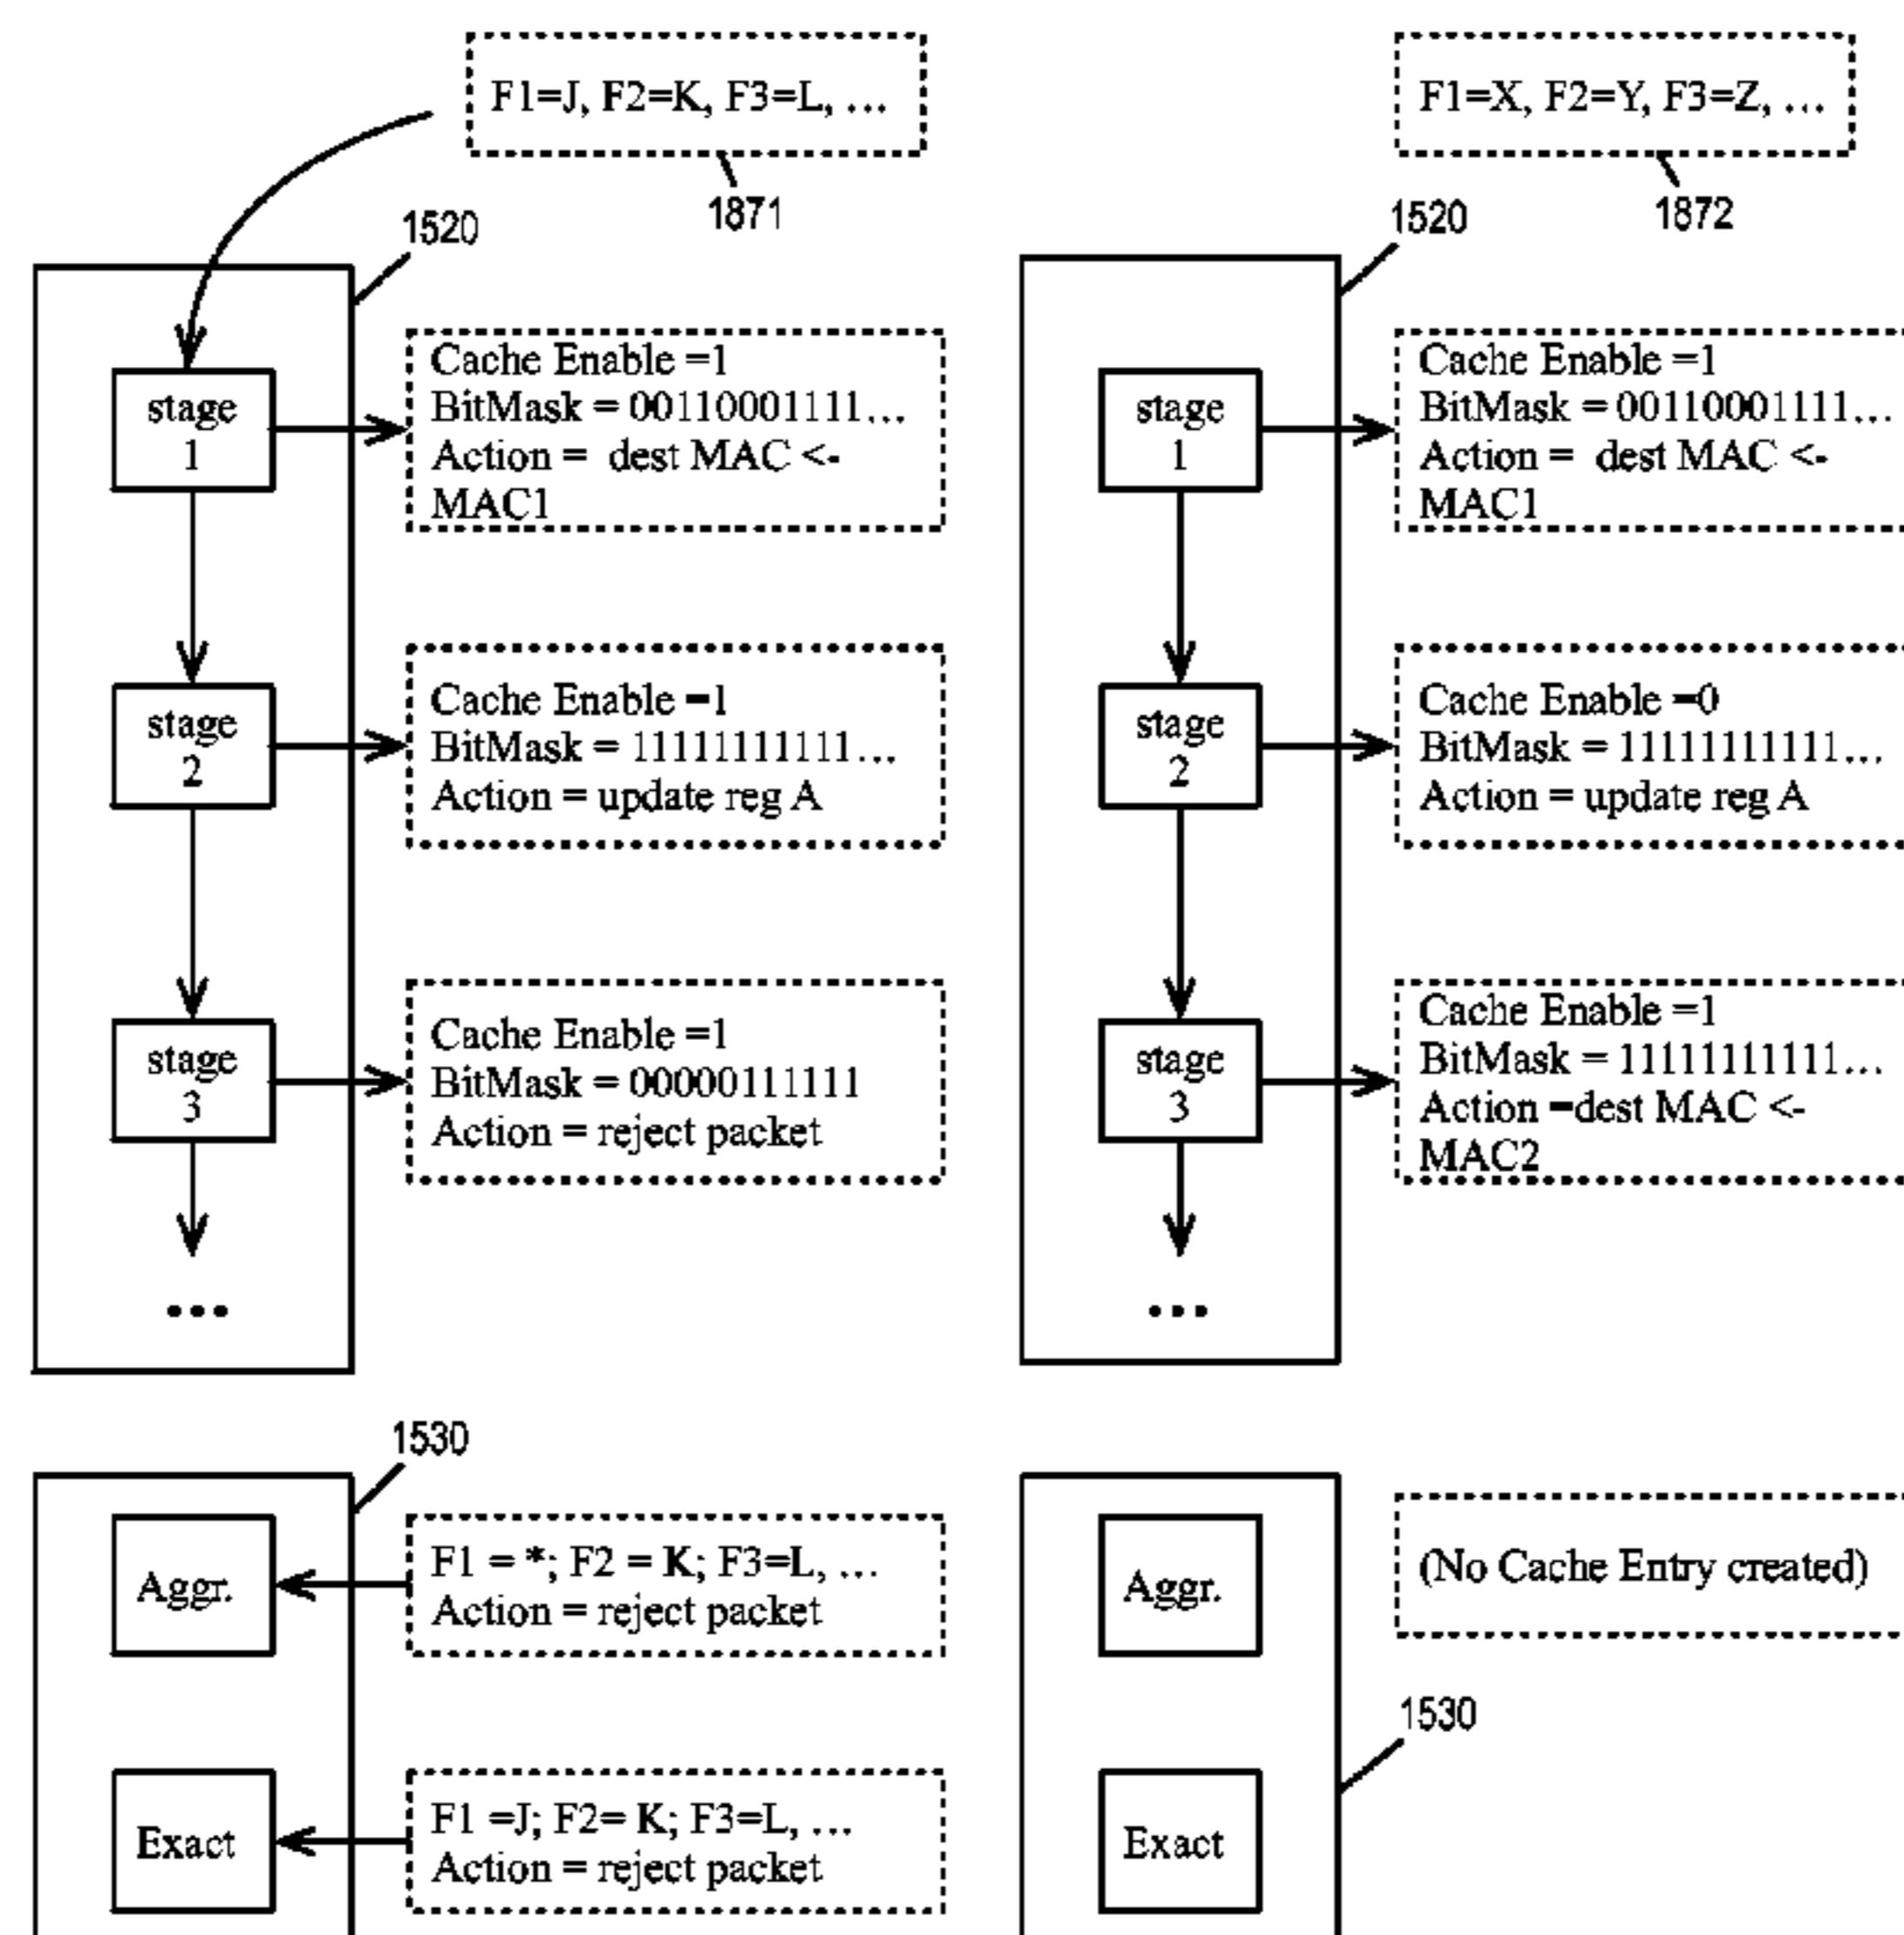 F1=J, F2=K, F3=L, ...
1871
1520
stage
1
Cache Enable =1
BitMask = 00110001111...
Action = dest MAC <-
MAC1
stage
2
Cache Enable =1
BitMask = 11111111111...
Action = update reg A
stage
3
Cache Enable =1
BitMask = 00000111111
Action = reject packet
...
1530
Aggr.
F1 = *; F2 = K; F3=L, ...
Action = reject packet
Exact
F1 =J; F2= K; F3=L, ...
Action = reject packet
F1=X, F2=Y, F3=Z, ...
1872
1520
stage
1
Cache Enable =1
BitMask = 00110001111...
Action = dest MAC <-
MAC1
stage
2
Cache Enable =0
BitMask = 11111111111...
Action = update reg A
stage
3
Cache Enable =1
BitMask = 11111111111...
Action =dest MAC <-
MAC2
...
Aggr.
(No Cache Entry created)
1530
Exact